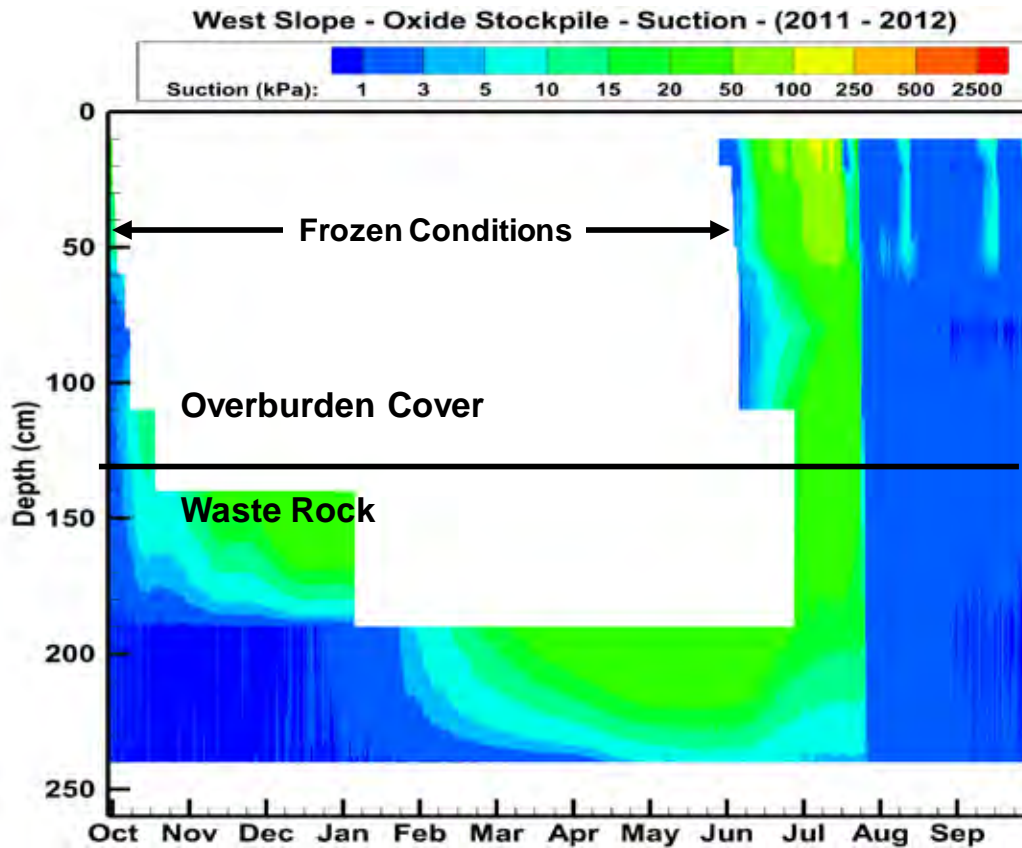 West Slope - Oxide Stockpile - Suction - (2011 - 2012)
Suction (kPa): 1 3 5 10 15 20 50 100 250 500 2500
0
50
100
150
200
250
Depth (cm)
Frozen Conditions
Overburden Cover
Waste Rock
Oct Nov Dec Jan Feb Mar Apr May Jun Jul Aug Sep